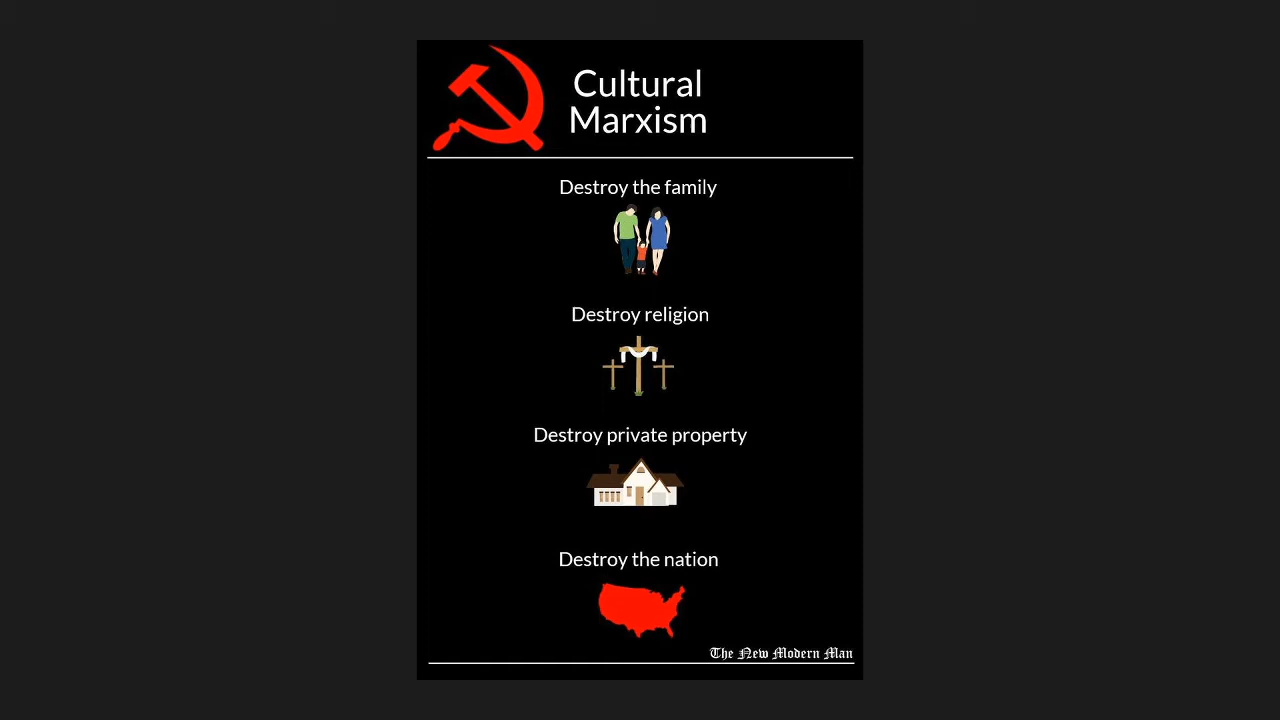 Cultural
Marxism
Destroy the family
Destroy religion
Destroy private property
Destroy the nation
The New Modern Man